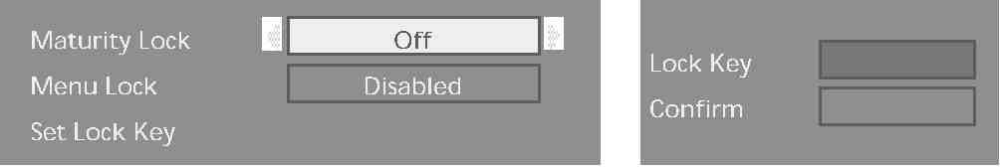 Maturity Lock Off
Menu Lock Disabled
Set Lock Key
Lock Key
Confirm